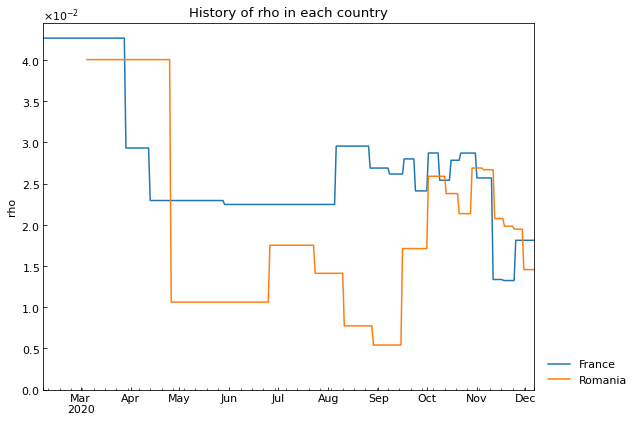 History of rho in each country
×10⁻²
4.0
3.5
3.0
2.5
2.0
1.5
1.0
0.5
0.0
rho
Mar Apr May Jun Jul Aug Sep Oct Nov Dec
2020
France
Romania